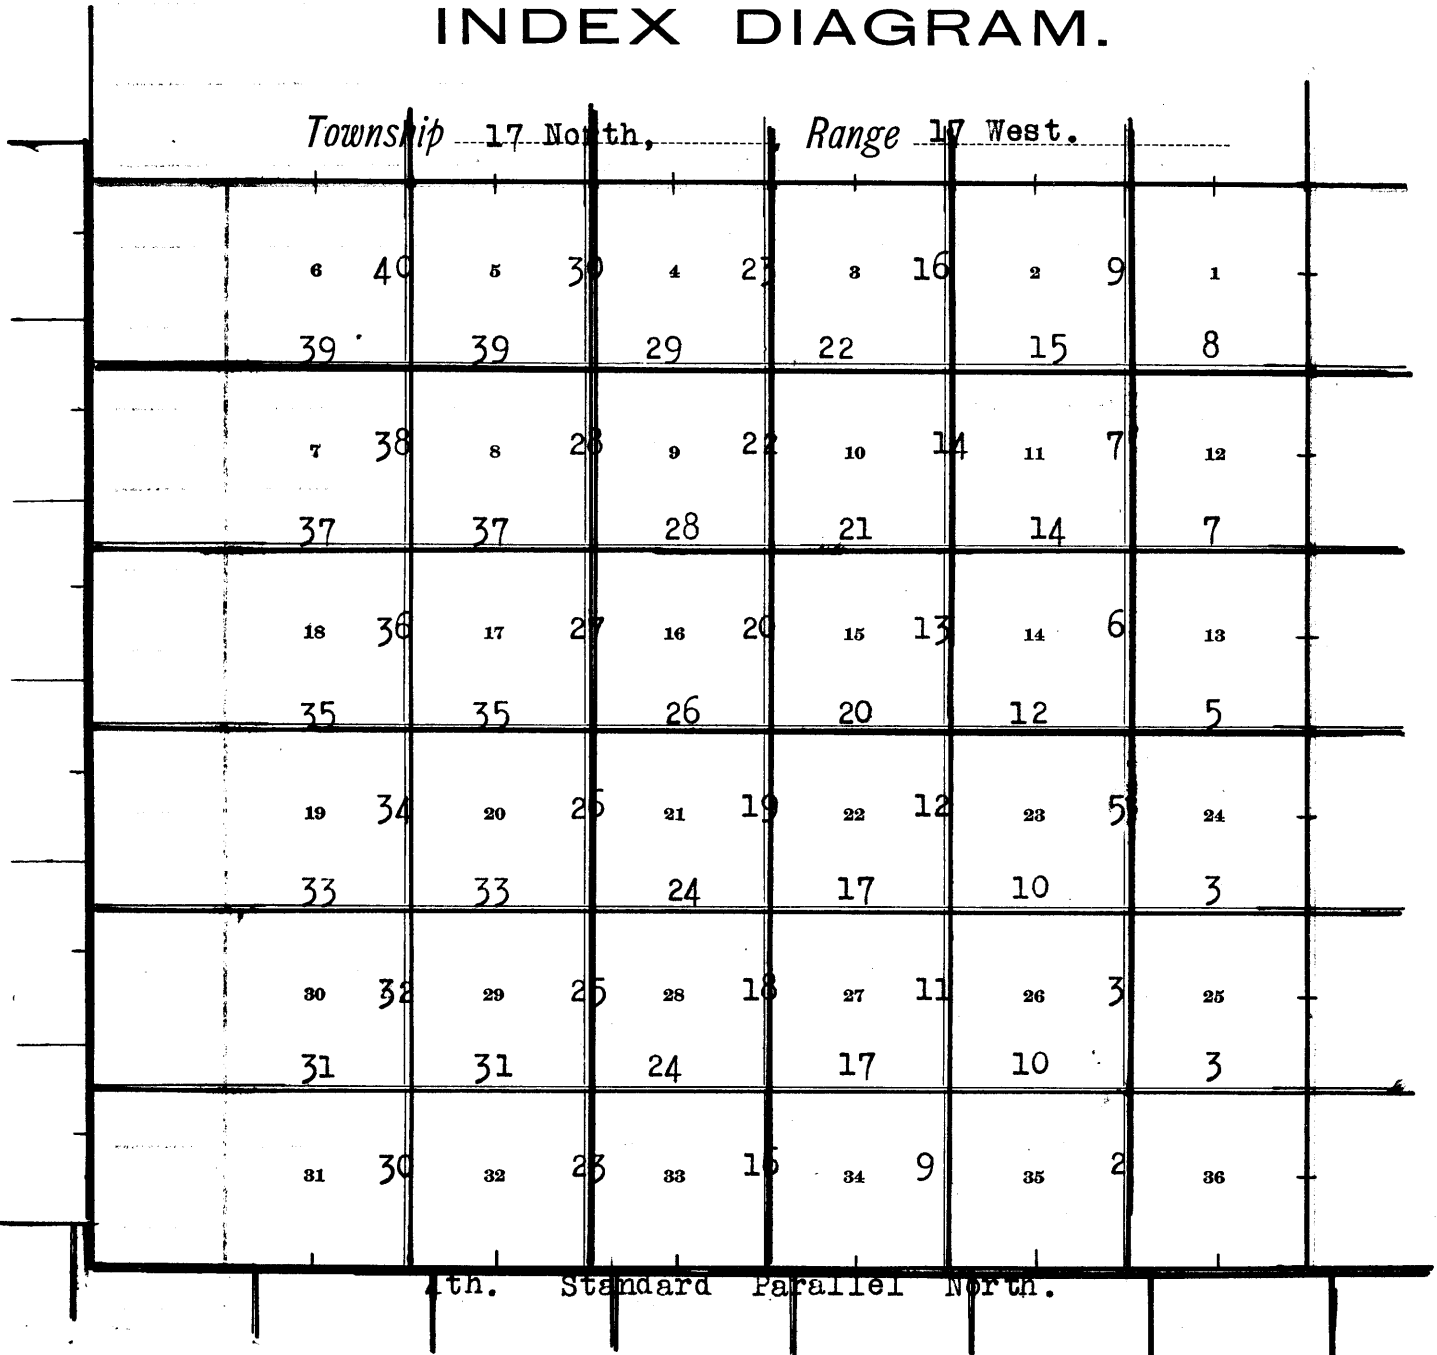 INDEX DIAGRAM.
Township 17 North, , Range 17 West.
6 40 5 30 4 23 3 16 2 9 1
39 39 29 22 15 8
7 38 8 28 9 22 10 14 11 7 12
37 37 28 21 14 7
18 36 17 27 16 20 15 13 14 6 13
35 35 26 20 12 5
19 34 20 26 21 19 22 12 23 5 24
33 33 24 17 10 3
30 32 29 25 28 18 27 11 26 3 25
31 31 24 17 10 3
31 30 32 23 33 16 34 9 35 2 36
4th. Standard Parallel North.